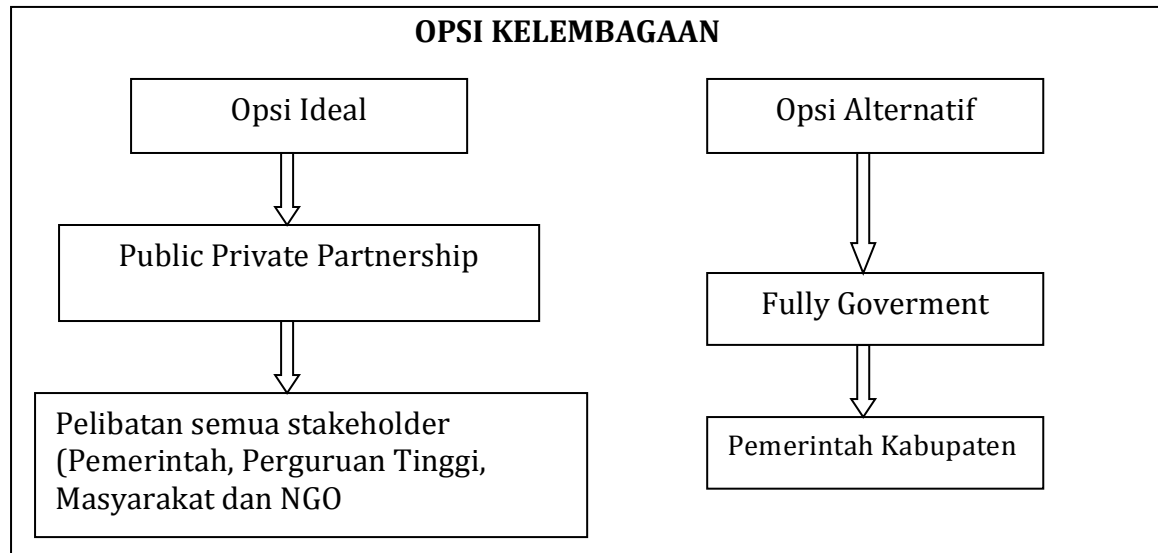 OPSI KELEMBAGAAN
Opsi Ideal
Public Private Partnership
Pelibatan semua stakeholder
(Pemerintah, Perguruan Tinggi,
Masyarakat dan NGO
Opsi Alternatif
Fully Goverment
Pemerintah Kabupaten